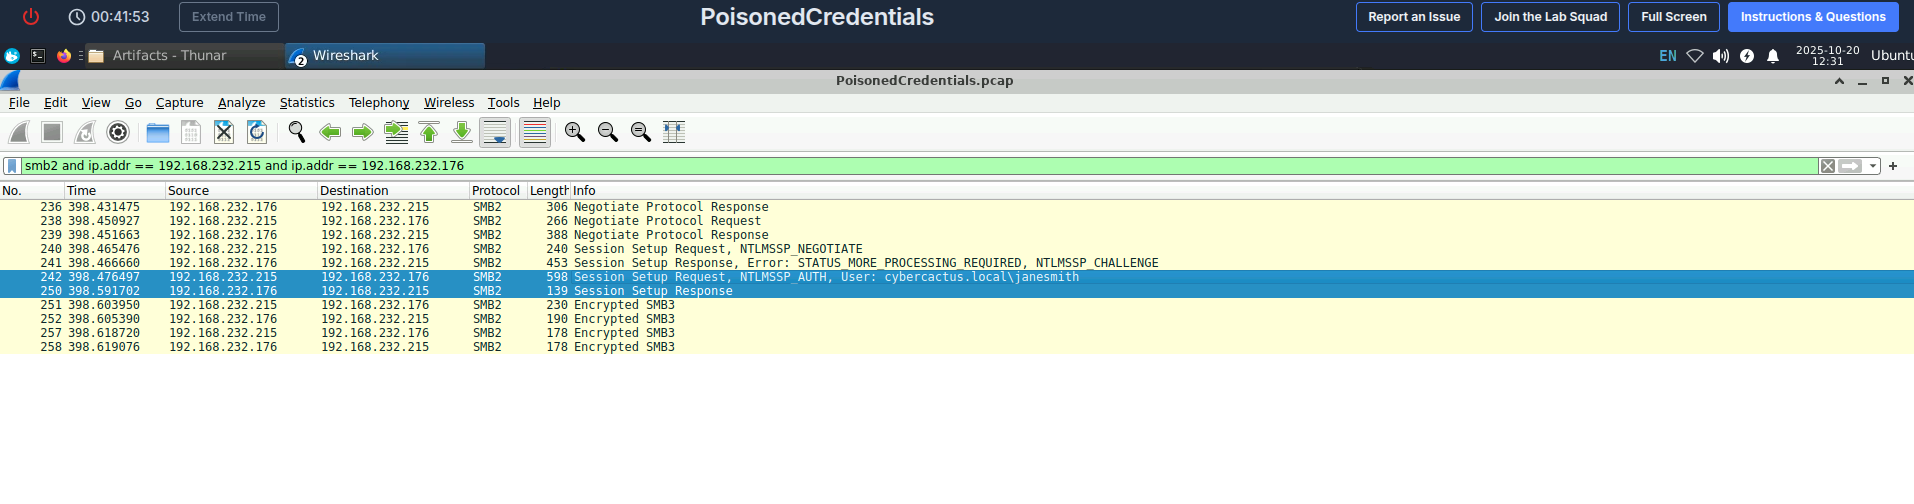 00:41:53 Extend Time PoisonedCredentials Report an Issue Join the Lab Squad Full Screen Instructions & Questions
Artifacts - Thunar 2 Wireshark EN 2025-10-20 12:31 Ubuntu
PoisonedCredentials.pcap
File Edit View Go Capture Analyze Statistics Telephony Wireless Tools Help
smb2 and ip.addr == 192.168.232.215 and ip.addr == 192.168.232.176
No. Time Source Destination Protocol Length Info
236 398.431475 192.168.232.176 192.168.232.215 SMB2 306 Negotiate Protocol Response
238 398.450927 192.168.232.215 192.168.232.176 SMB2 266 Negotiate Protocol Request
239 398.451663 192.168.232.176 192.168.232.215 SMB2 388 Negotiate Protocol Response
240 398.465476 192.168.232.215 192.168.232.176 SMB2 240 Session Setup Request, NTLMSSP_NEGOTIATE
241 398.466660 192.168.232.176 192.168.232.215 SMB2 453 Session Setup Response, Error: STATUS_MORE_PROCESSING_REQUIRED, NTLMSSP_CHALLENGE
242 398.476497 192.168.232.215 192.168.232.176 SMB2 598 Session Setup Request, NTLMSSP_AUTH, User: cybercactus.local\janesmith
250 398.591702 192.168.232.176 192.168.232.215 SMB2 139 Session Setup Response
251 398.603950 192.168.232.215 192.168.232.176 SMB2 230 Encrypted SMB3
252 398.605390 192.168.232.176 192.168.232.215 SMB2 190 Encrypted SMB3
257 398.618720 192.168.232.215 192.168.232.176 SMB2 178 Encrypted SMB3
258 398.619076 192.168.232.176 192.168.232.215 SMB2 178 Encrypted SMB3